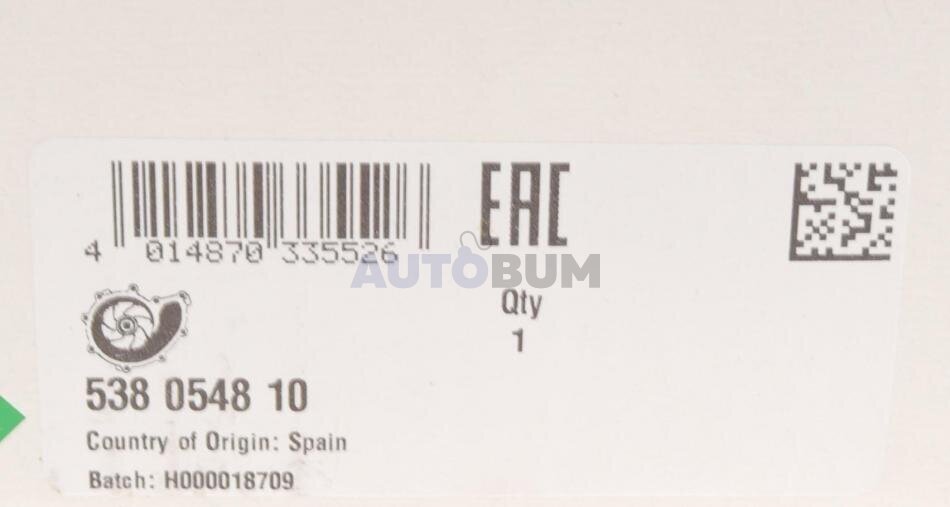 EAC
4 014870 335526
AUTOBUM
Qty
1
538 0548 10
Country of Origin: Spain
Batch: H000018709